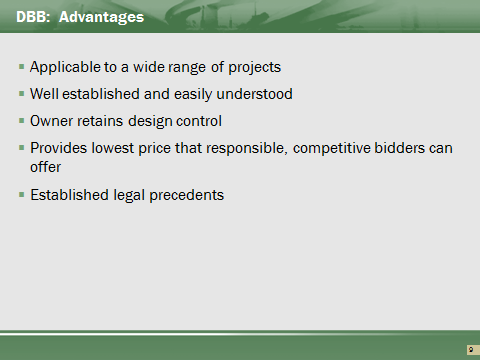 DBB:  Advantages
▪ Applicable to a wide range of projects
▪ Well established and easily understood
▪ Owner retains design control
▪ Provides lowest price that responsible, competitive bidders can
offer
▪ Established legal precedents
9